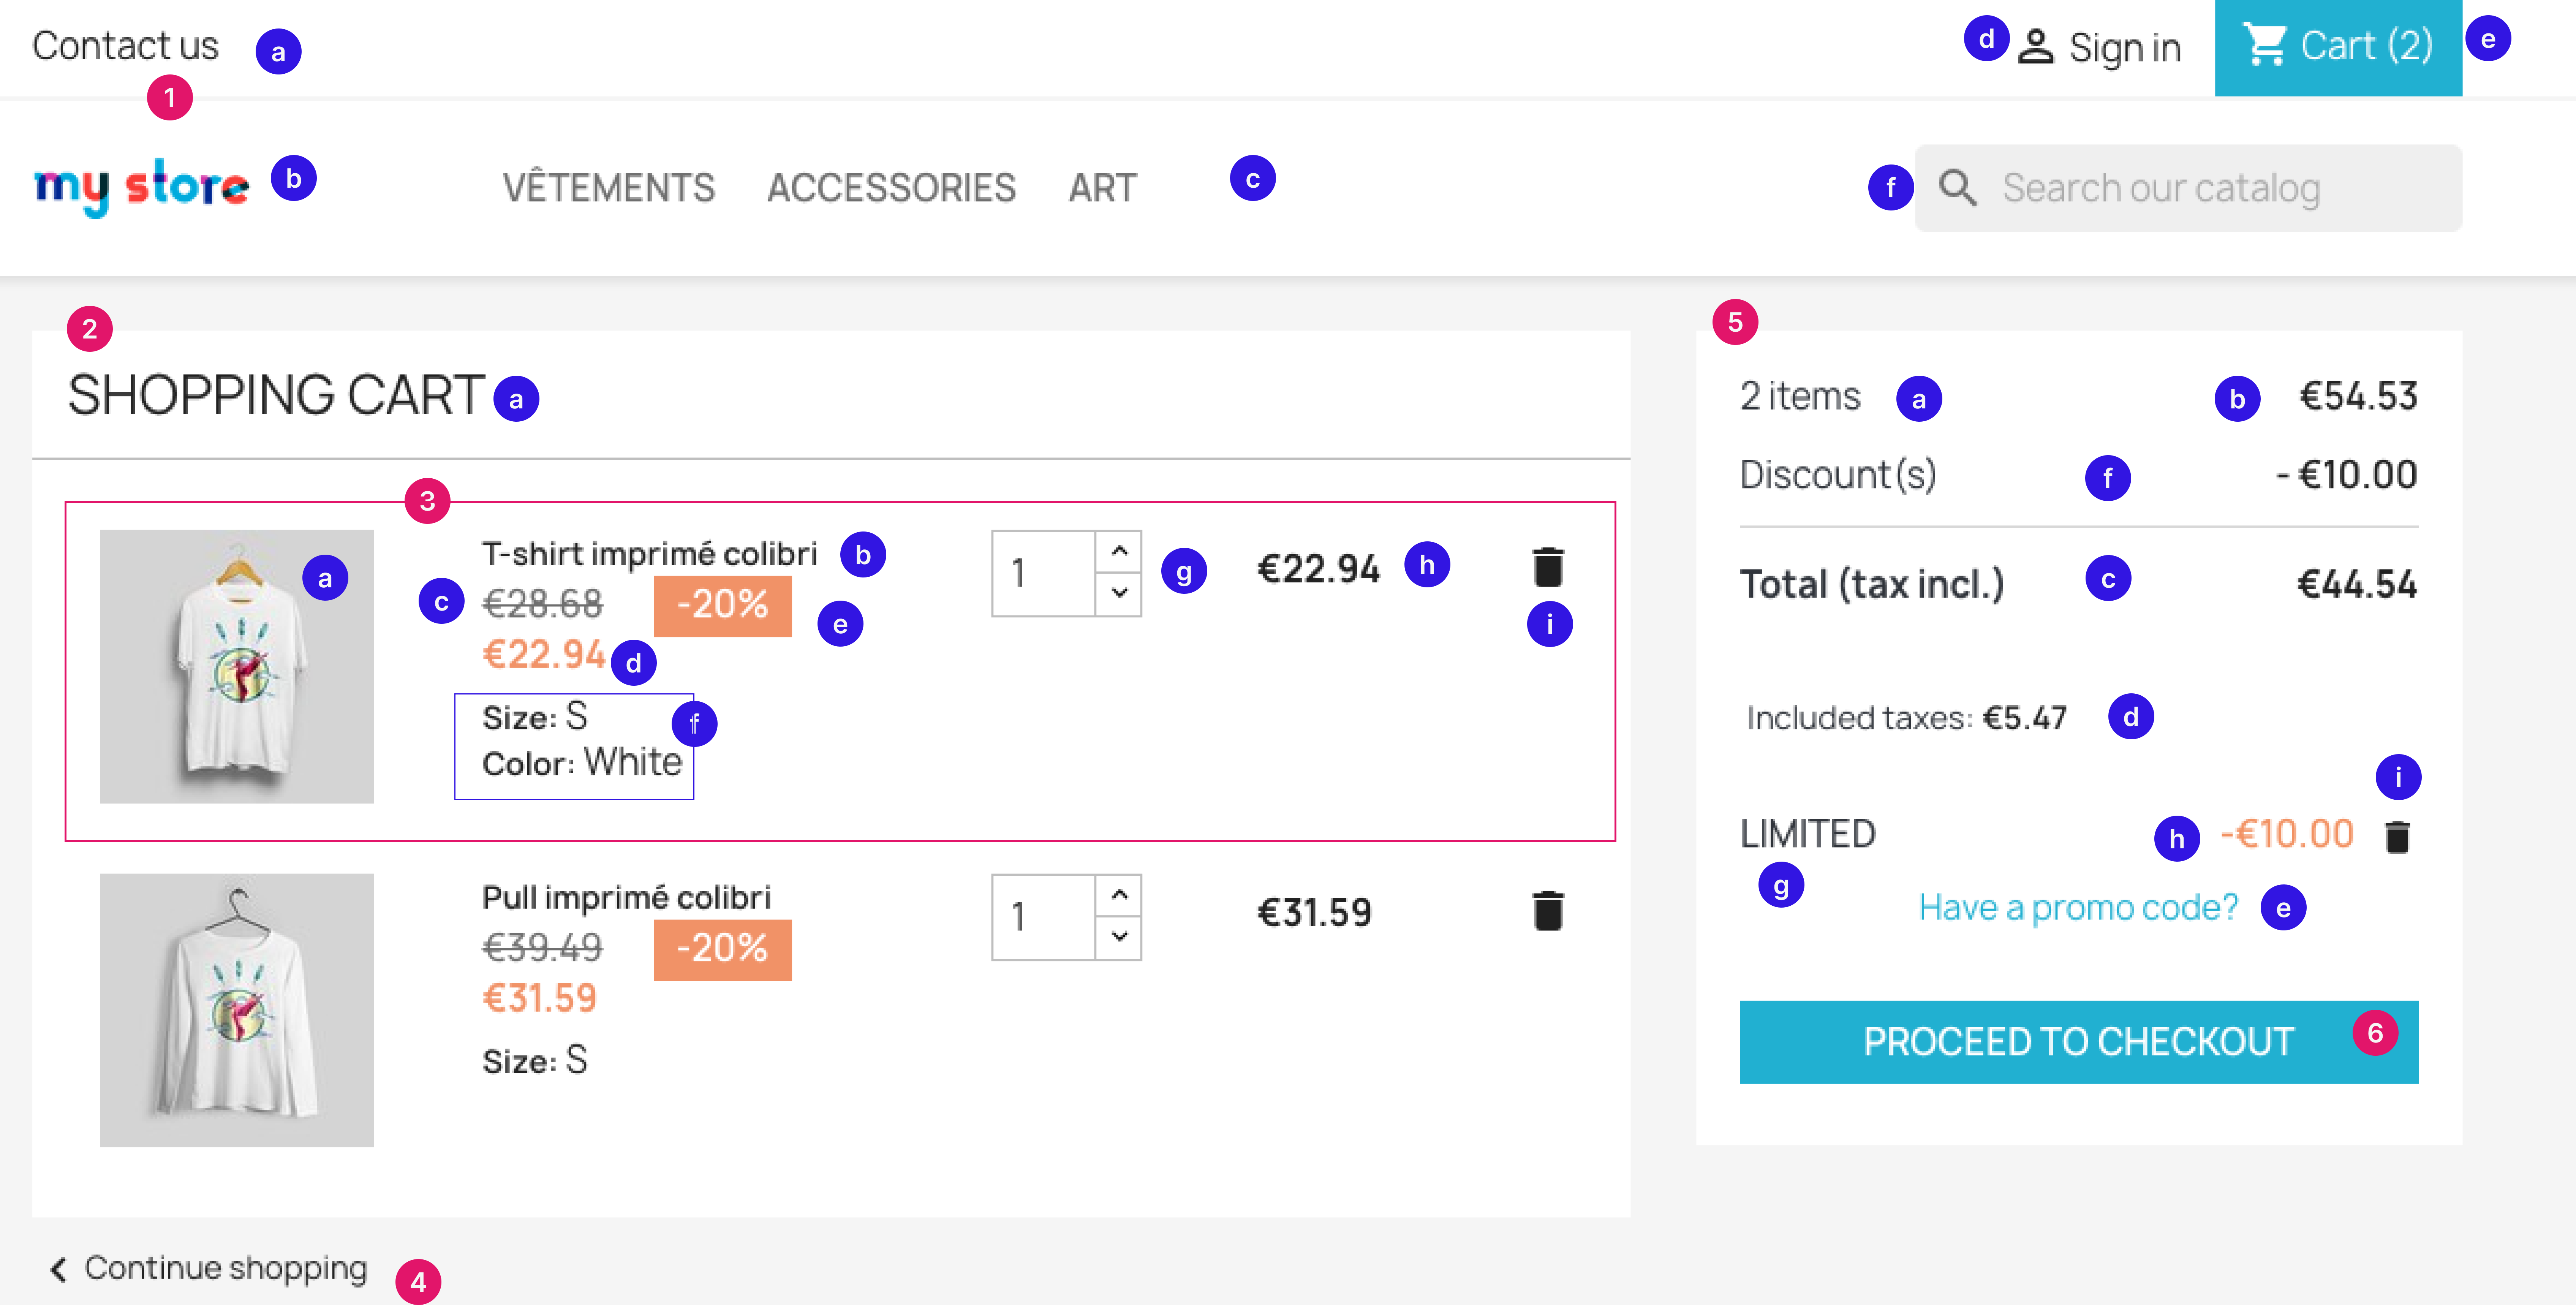 Contact us a
d Sign in Cart (2) e
1
my store b
VÊTEMENTS ACCESSORIES ART c
f Search our catalog
2
SHOPPING CART a
3
a
T-shirt imprimé colibri b
c €28.68 -20% e
€22.94 d
Size: S f
Color: White
1 g
€22.94 h
i
Pull imprimé colibri
€39.49 -20%
€31.59
Size: S
1
€31.59
Continue shopping 4
5
2 items a b €54.53
Discount(s) f - €10.00
Total (tax incl.) c €44.54
Included taxes: €5.47 d
i
LIMITED h -€10.00
g
Have a promo code? e
PROCEED TO CHECKOUT 6